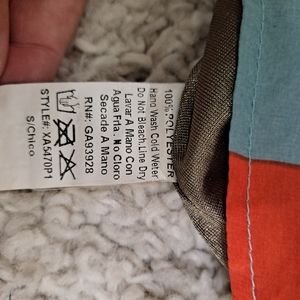 100% POLYESTER
Hand Wash Cold Water
Do Not Bleach.Line Dry
Lavar A Mano Con
Agua Fria. No Cloro
Secade A Mano
RN#: GA93928
STYLE#: XA5470P1
S/Chico